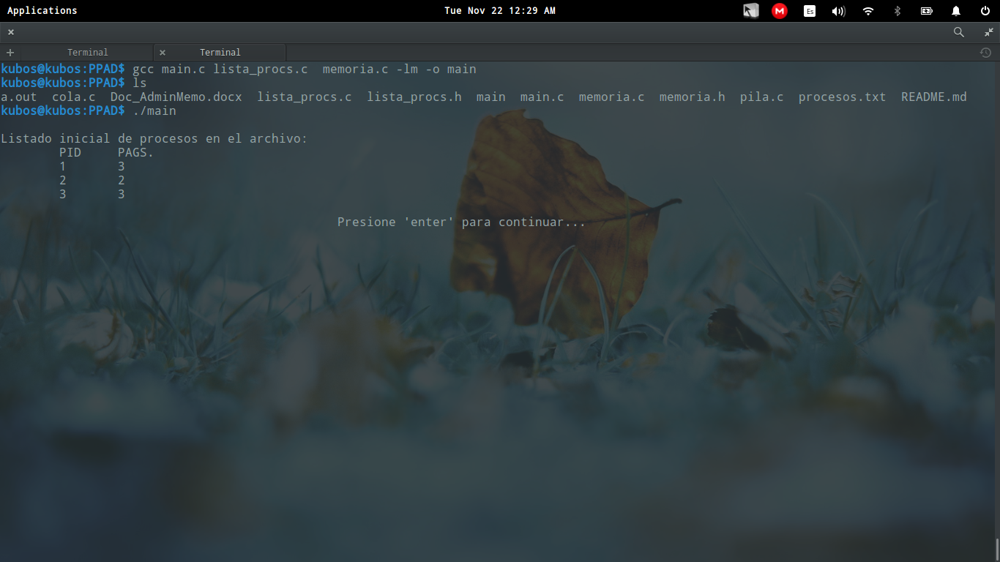 Applications
Tue Nov 22 12:29 AM
M
Es
Terminal
Terminal
kubos@kubos:PPAD$ gcc main.c lista_procs.c  memoria.c -lm -o main
kubos@kubos:PPAD$ ls
a.out  cola.c  Doc_AdminMemo.docx  lista_procs.c  lista_procs.h  main  main.c  memoria.c  memoria.h  pila.c  procesos.txt  README.md
kubos@kubos:PPAD$ ./main
Listado inicial de procesos en el archivo:
PID     PAGS.
1       3
2       2
3       3
Presione 'enter' para continuar...